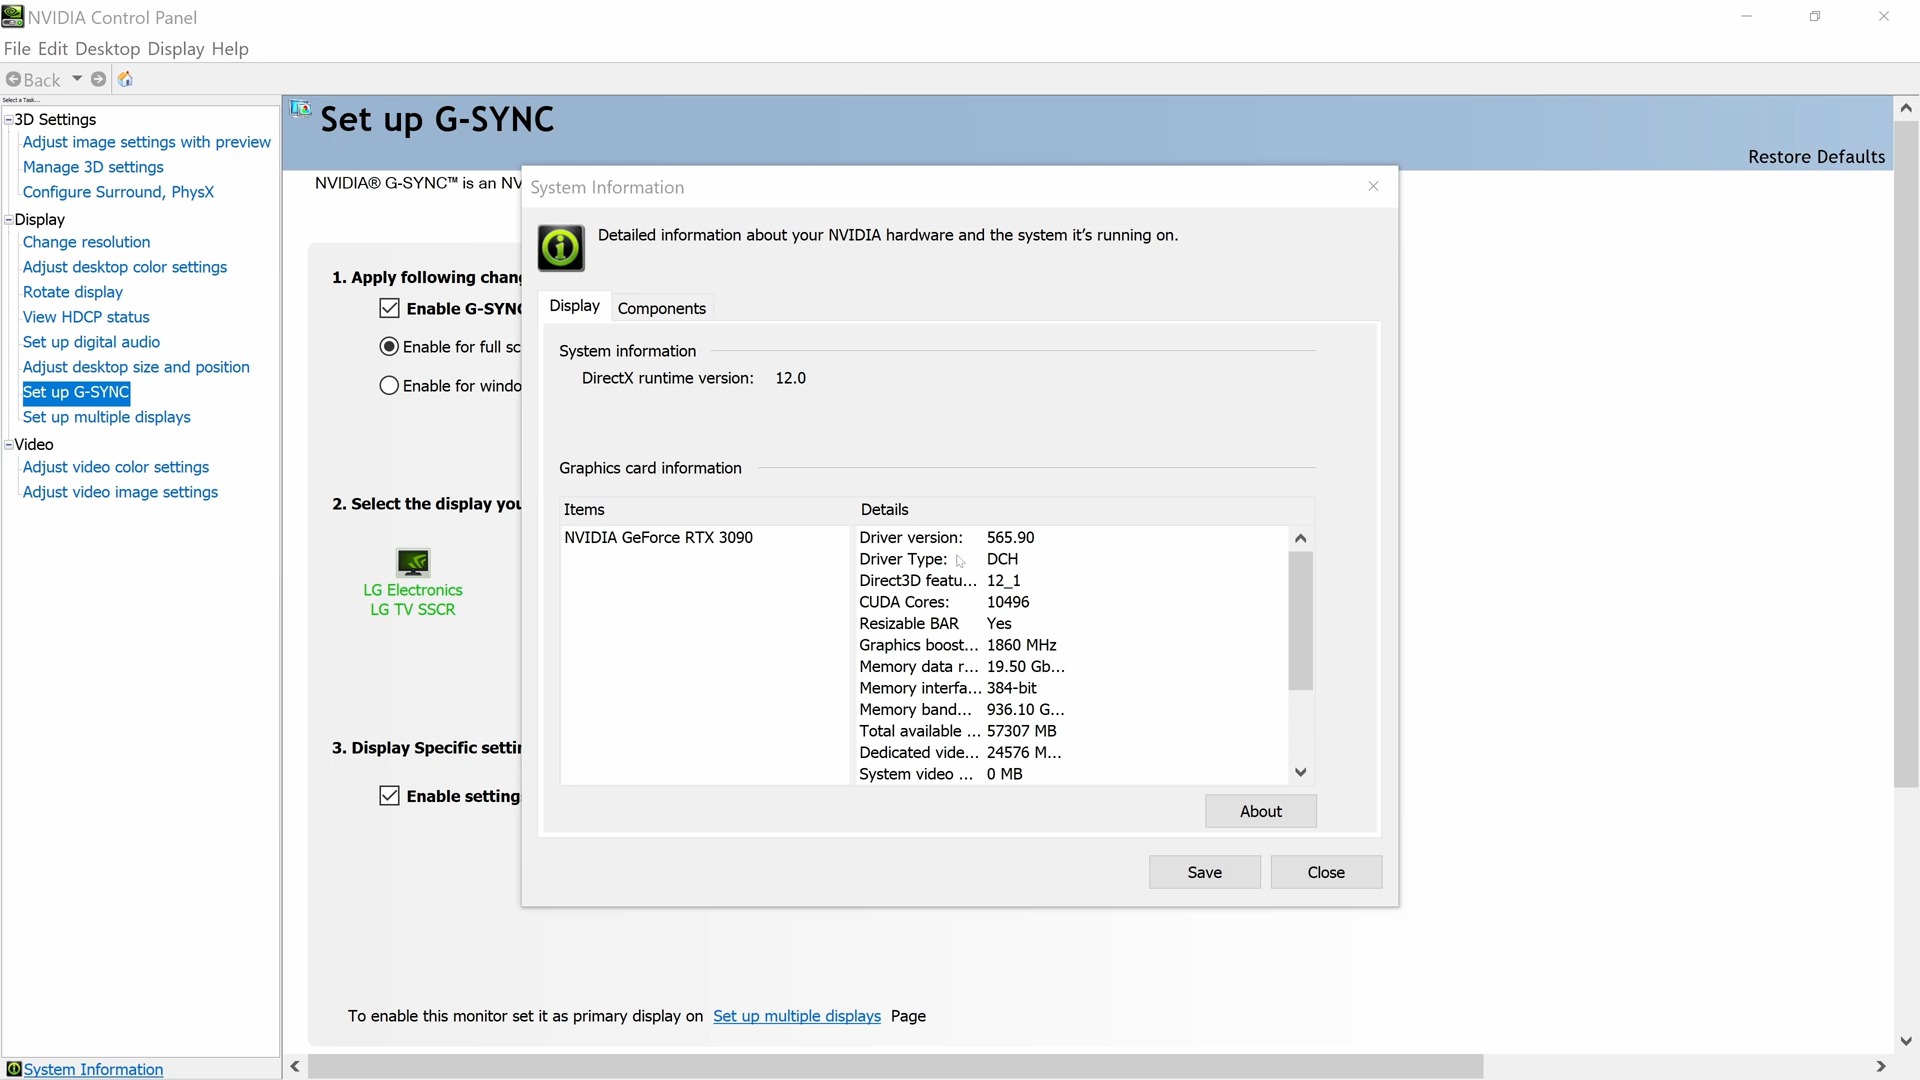 NVIDIA Control Panel
File Edit Desktop Display Help
Back
Select a Task...
3D Settings
Adjust image settings with preview
Manage 3D settings
Configure Surround, PhysX
Display
Change resolution
Adjust desktop color settings
Rotate display
View HDCP status
Set up digital audio
Adjust desktop size and position
Set up G-SYNC
Set up multiple displays
Video
Adjust video color settings
Adjust video image settings
System Information
Set up G-SYNC
Restore Defaults
NVIDIA® G-SYNC™ is an NV
1. Apply following chang
Enable G-SYNC
Enable for full sc
Enable for windo
2. Select the display you
LG Electronics
LG TV SSCR
3. Display Specific settin
Enable setting
To enable this monitor set it as primary display on Set up multiple displays Page
System Information
Detailed information about your NVIDIA hardware and the system it's running on.
Display Components
System information
DirectX runtime version: 12.0
Graphics card information
Items Details
NVIDIA GeForce RTX 3090
Driver version: 565.90
Driver Type: DCH
Direct3D featu... 12_1
CUDA Cores: 10496
Resizable BAR Yes
Graphics boost... 1860 MHz
Memory data r... 19.50 Gb...
Memory interfa... 384-bit
Memory band... 936.10 G...
Total available ... 57307 MB
Dedicated vide... 24576 M...
System video ... 0 MB
About
Save Close